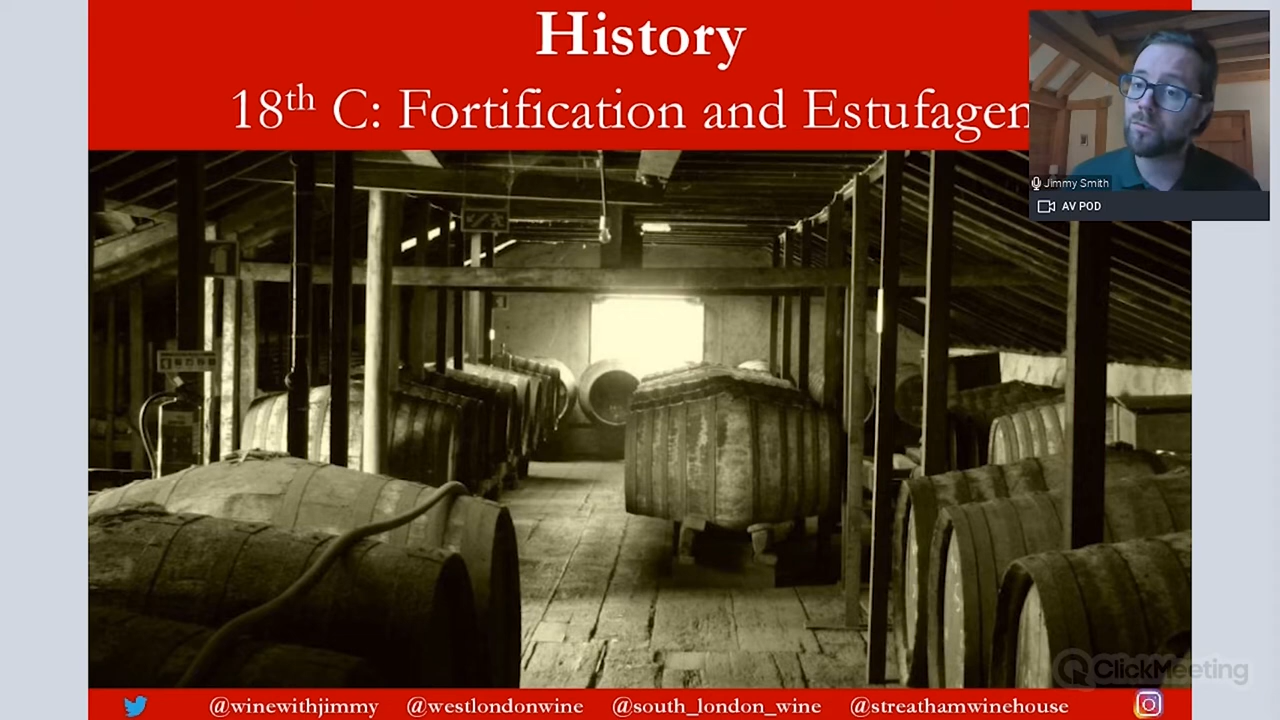 History
18th C: Fortification and Estufagen
Jimmy Smith
AV POD
ClickMeeting
@winewithjimmy @westlondonwine @south_london_wine @streathamwinehouse